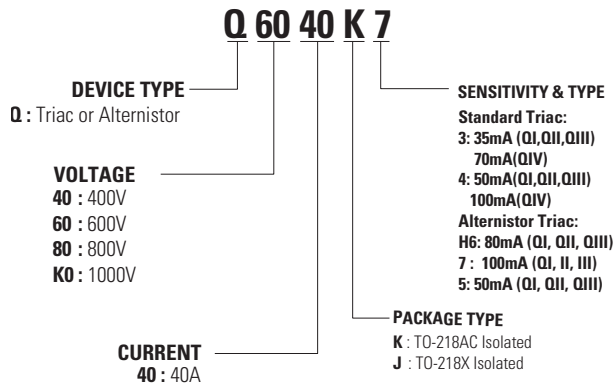 Q 60 40 K 7
DEVICE TYPE
Q : Triac or Alternistor
VOLTAGE
40 : 400V
60 : 600V
80 : 800V
K0 : 1000V
CURRENT
40 : 40A
SENSITIVITY & TYPE
Standard Triac:
3: 35mA (QI,QII,QIII)
70mA(QIV)
4: 50mA(QI,QII,QIII)
100mA(QIV)
Alternistor Triac:
H6: 80mA (QI, QII, QIII)
7 : 100mA (QI, II, III)
5: 50mA (QI, QII, QIII)
PACKAGE TYPE
K : TO-218AC Isolated
J : TO-218X Isolated